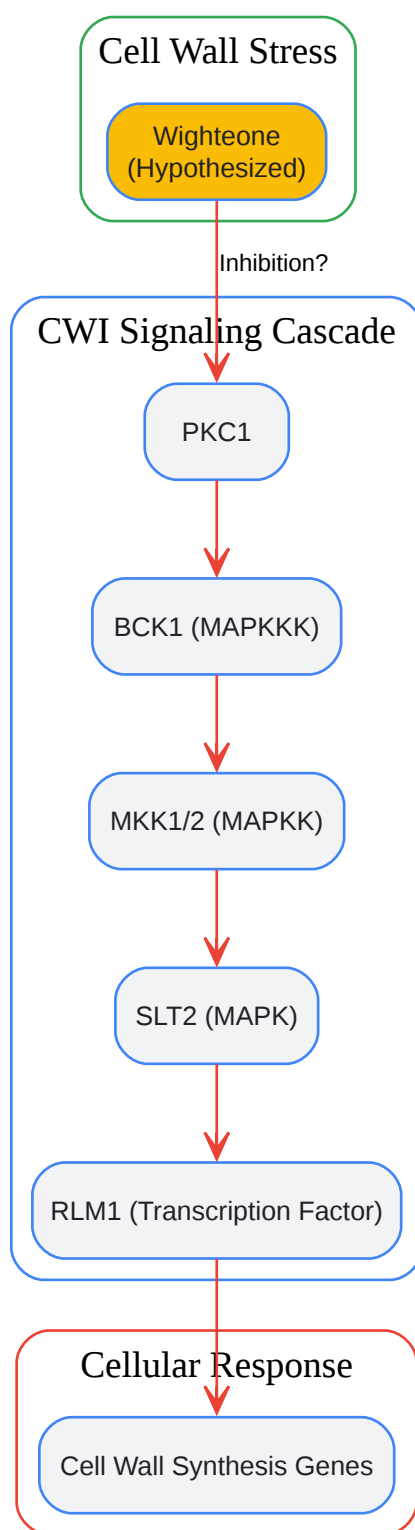 Cell Wall Stress
Wighteone
(Hypothesized)
Inhibition?
CWI Signaling Cascade
PKC1
BCK1 (MAPKKK)
MKK1/2 (MAPKK)
SLT2 (MAPK)
RLM1 (Transcription Factor)
Cellular Response
Cell Wall Synthesis Genes